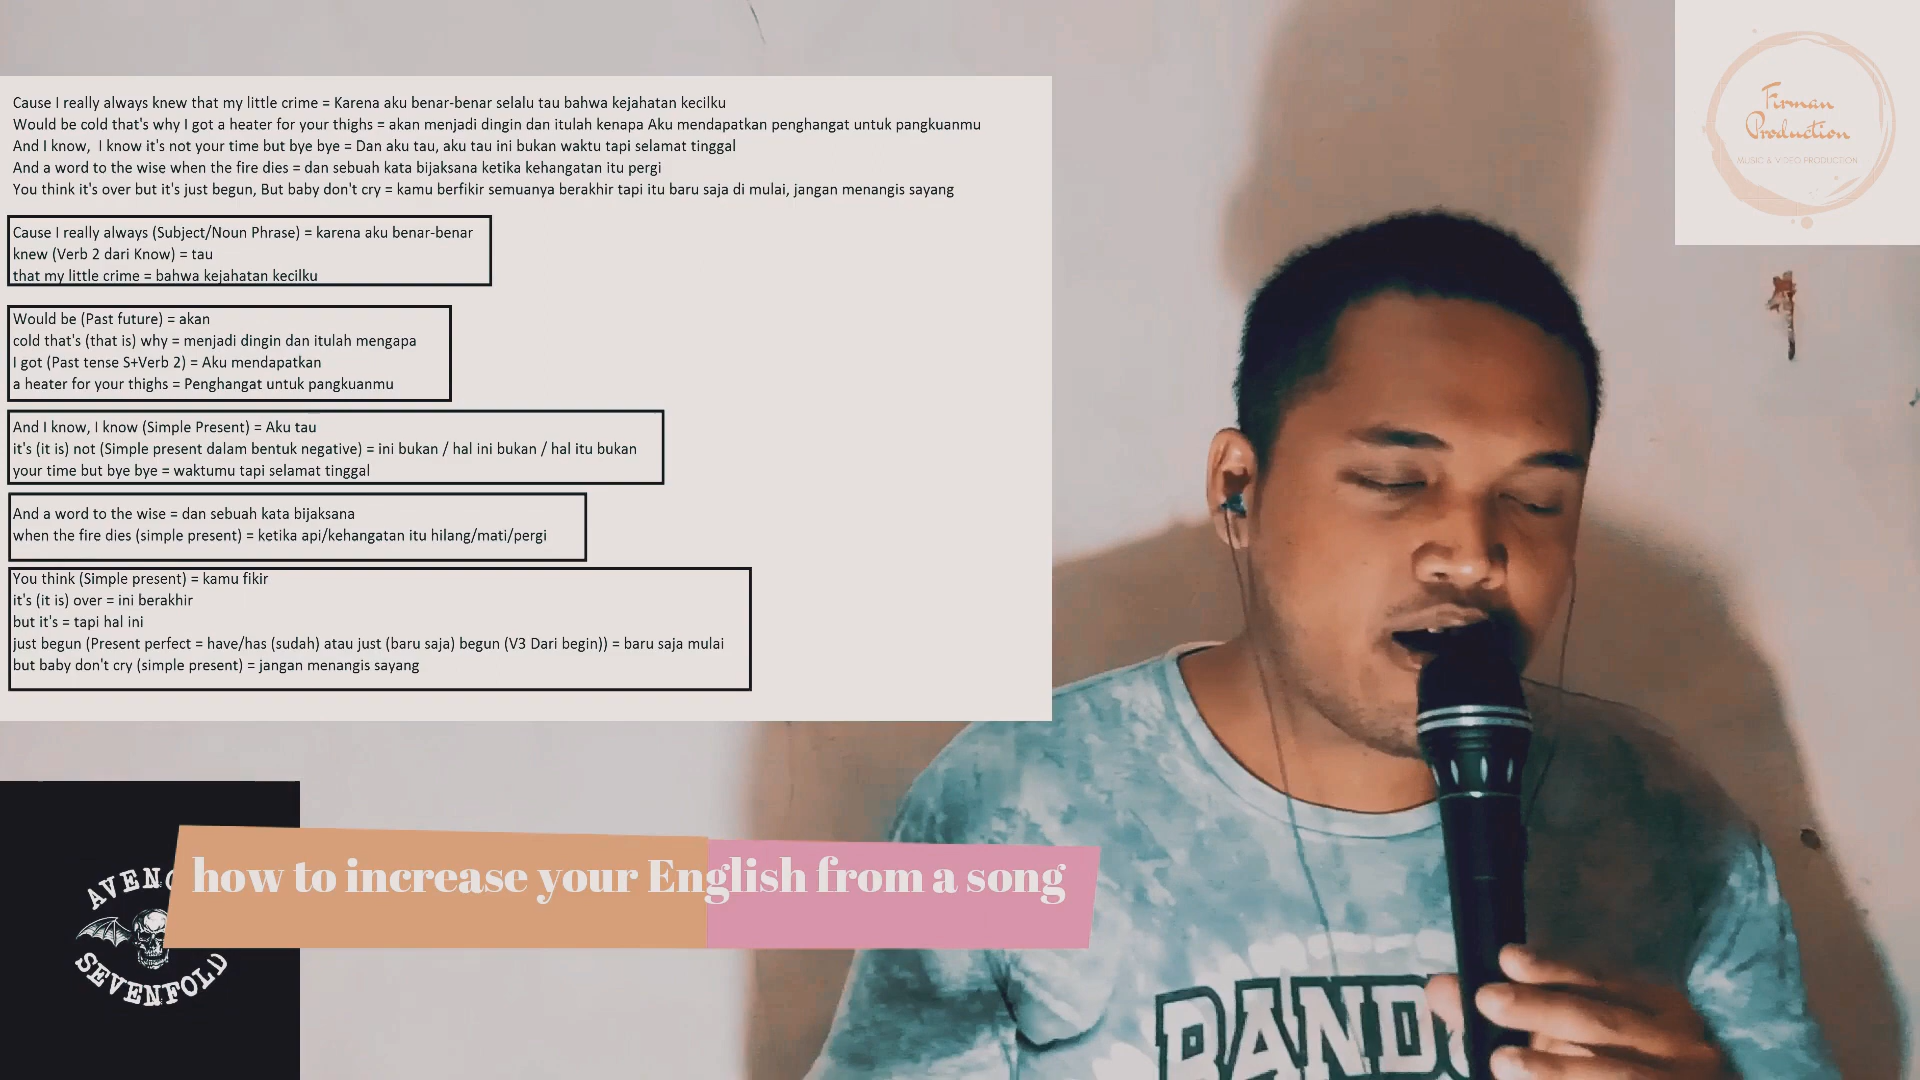 Cause I really always knew that my little crime = Karena aku benar-benar selalu tau bahwa kejahatan kecilku
Would be cold that's why I got a heater for your thighs = akan menjadi dingin dan itulah kenapa Aku mendapatkan penghangat untuk pangkuanmu
And I know,  I know it's not your time but bye bye = Dan aku tau, aku tau ini bukan waktu tapi selamat tinggal
And a word to the wise when the fire dies = dan sebuah kata bijaksana ketika kehangatan itu pergi
You think it's over but it's just begun, But baby don't cry = kamu berfikir semuanya berakhir tapi itu baru saja di mulai, jangan menangis sayang
Cause I really always (Subject/Noun Phrase) = karena aku benar-benar
knew (Verb 2 dari Know) = tau
that my little crime = bahwa kejahatan kecilku
Would be (Past future) = akan
cold that's (that is) why = menjadi dingin dan itulah mengapa
I got (Past tense S+Verb 2) = Aku mendapatkan
a heater for your thighs = Penghangat untuk pangkuanmu
And I know, I know (Simple Present) = Aku tau
it's (it is) not (Simple present dalam bentuk negative) = ini bukan / hal ini bukan / hal itu bukan
your time but bye bye = waktumu tapi selamat tinggal
And a word to the wise = dan sebuah kata bijaksana
when the fire dies (simple present) = ketika api/kehangatan itu hilang/mati/pergi
You think (Simple present) = kamu fikir
it's (it is) over = ini berakhir
but it's = tapi hal ini
just begun (Present perfect = have/has (sudah) atau just (baru saja) begun (V3 Dari begin)) = baru saja mulai
but baby don't cry (simple present) = jangan menangis sayang
Firman
Production
MUSIC & VIDEO PRODUCTION
how to increase your English from a song
AVEN
SEVENFOLD
BAND